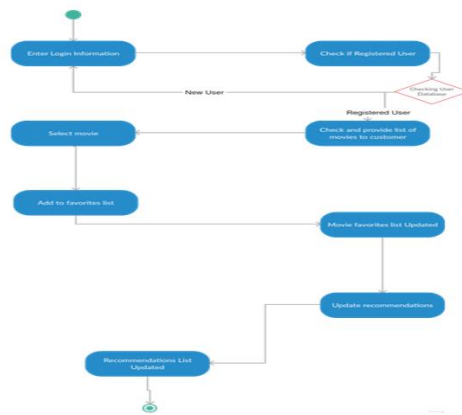 Enter Login Information
Check if Registered User
Checking User
Database
New User
Registered User
Select movie
Check and provide list of
movies to customer
Add to favorites list
Movie favorites list Updated
Update recommendations
Recommendations List
Updated